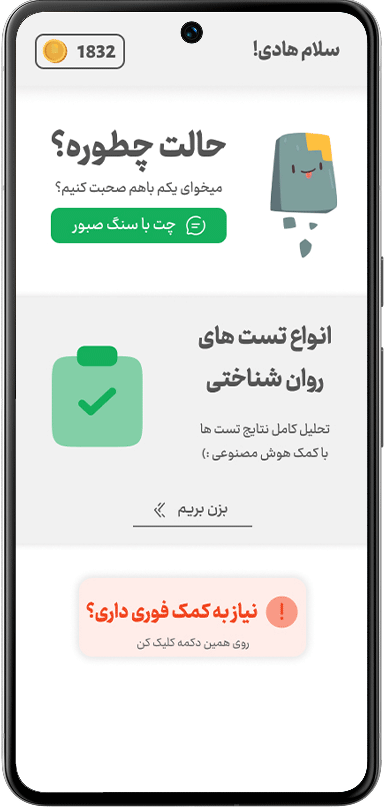 سلام هادی!
1832
حالت چطوره؟
میخوای یکم باهم صحبت کنیم؟
چت با سنگ صبور
انواع تست های
روان شناختی
تحلیل کامل نتایج تست ها
با کمک هوش مصنوعی :)
بزن بریم
نیاز به کمک فوری داری؟
روی همین دکمه کلیک کن